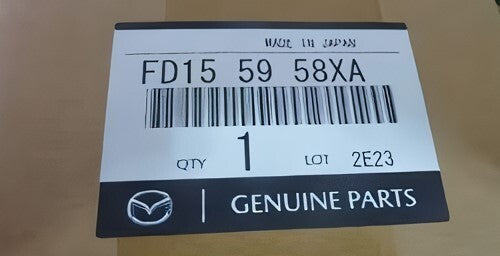 MADE IN JAPAN
FD15 59 58XA
QTY 1 LOT 2E23
GENUINE PARTS